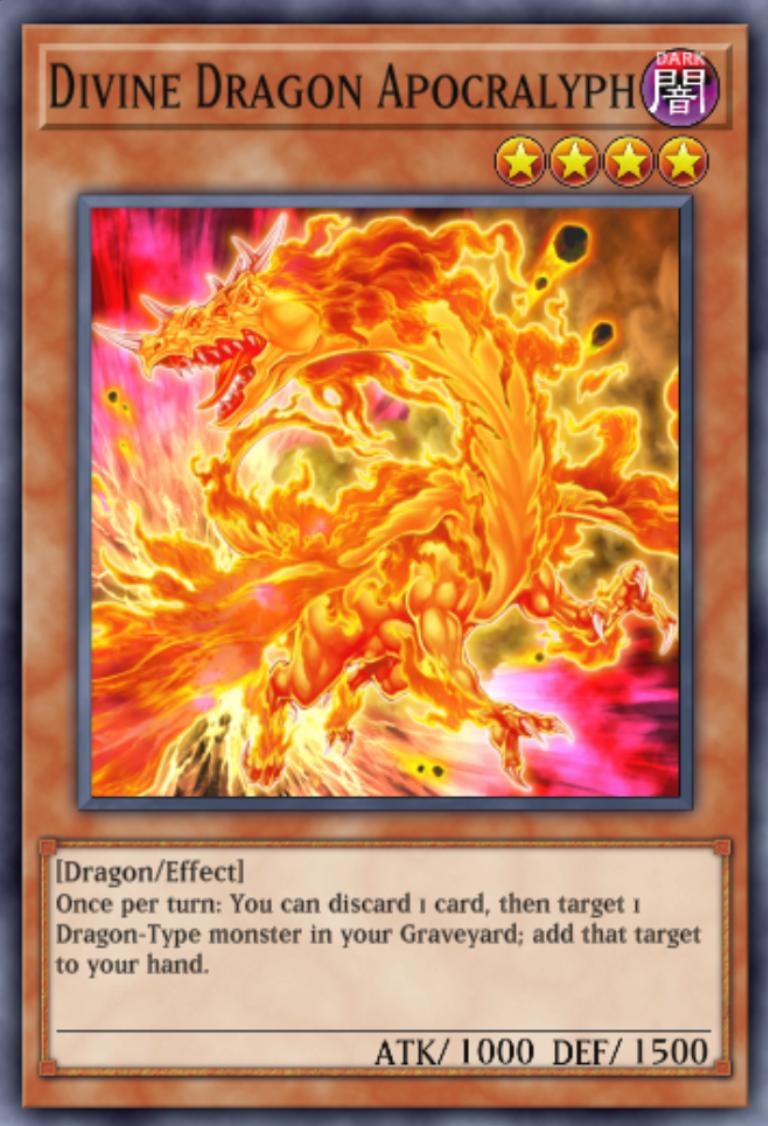 Divine Dragon Apocralyph
DARK
闇
[Dragon/Effect]
Once per turn: You can discard 1 card, then target 1
Dragon-Type monster in your Graveyard; add that target
to your hand.
ATK/ 1000 DEF/ 1500